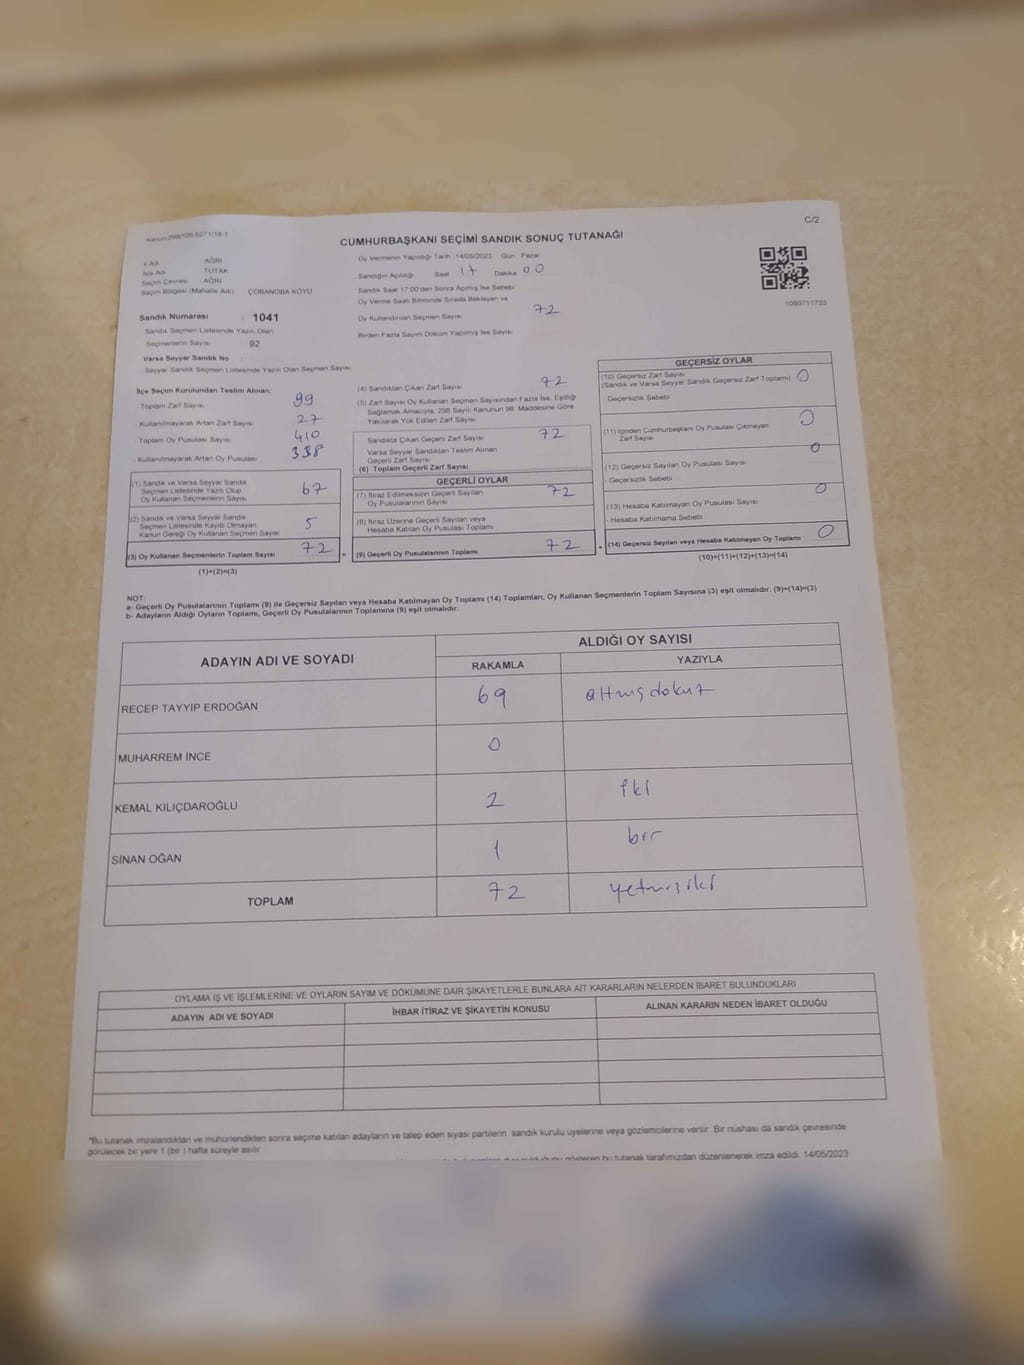 Kanun:298/105-6271/18-1
C/2
CUMHURBAŞKANI SEÇİMİ SANDIK SONUÇ TUTANAĞI
İl Adı : AĞRI
İlçe Adı : TUTAK
Seçim Çevresi : AĞRI
Seçim Bölgesi (Mahalle Adı) : ÇOBANOBA KÖYÜ
Sandık Numarası : 1041
Sandık Seçmen Listesinde Yazılı Olan
Seçmenlerin Sayısı : 92
Varsa Seyyar Sandık No :
- Seyyar Sandık Seçmen Listesinde Yazılı Olan Seçmen Sayısı
Oy Vermenin Yapıldığı Tarih : 14/05/2023 Gün : Pazar
Sandığın Açıldığı Saat 17 Dakika 00
Sandık Saat 17:00'den Sonra Açılmış İse Sebebi
Oy Verme Saati Bitiminde Sırada Bekleyen ve
Oy Kullandırılan Seçmen Sayısı 72
Birden Fazla Sayım Döküm Yapılmış İse Sayısı
1093711733
İlçe Seçim Kurulundan Teslim Alınan;
- Toplam Zarf Sayısı 99
- Kullanılmayarak Artan Zarf Sayısı 27
- Toplam Oy Pusulası Sayısı 410
- Kullanılmayarak Artan Oy Pusulası 338
(1) Sandık ve Varsa Seyyar Sandık
Seçmen Listesinde Yazılı Olup
Oy Kullanan Seçmenlerin Sayısı 67
(2) Sandık ve Varsa Seyyar Sandık
Seçmen Listesinde Kayıtlı Olmayan
Kanun Gereği Oy Kullanan Seçmen Sayısı 5
(3) Oy Kullanan Seçmenlerin Toplam Sayısı 72 =
(1)+(2)=(3)
(4) Sandıktan Çıkan Zarf Sayısı 72
(5) Zarf Sayısı Oy Kullanan Seçmen Sayısından Fazla İse, Eşitliği
Sağlamak Amacıyla, 298 Sayılı Kanunun 98. Maddesine Göre
Yakılarak Yok Edilen Zarf Sayısı
Sandıkta Çıkan Geçerli Zarf Sayısı 72
Varsa Seyyar Sandıktan Teslim Alınan
Geçerli Zarf Sayısı
(6) Toplam Geçerli Zarf Sayısı
GEÇERLİ OYLAR
(7) İtiraz Edilmeksizin Geçerli Sayılan
Oy Pusulalarının Sayısı 72
(8) İtiraz Üzerine Geçerli Sayılan veya
Hesaba Katılan Oy Pusulası Toplamı
(9) Geçerli Oy Pusulalarının Toplamı 72 +
GEÇERSİZ OYLAR
(10) Geçersiz Zarf Sayısı
(Sandık ve Varsa Seyyar Sandık Geçersiz Zarf Toplamı) 0
- Geçersizlik Sebebi
(11) İçinden Cumhurbaşkanı Oy Pusulası Çıkmayan
Zarf Sayısı 0
(12) Geçersiz Sayılan Oy Pusulası Sayısı 0
- Geçersizlik Sebebi
(13) Hesaba Katılmayan Oy Pusulası Sayısı 0
- Hesaba Katılmama Sebebi
(14) Geçersiz Sayılan veya Hesaba Katılmayan Oy Toplamı 0
(10)+(11)+(12)+(13)=(14)
NOT:
a- Geçerli Oy Pusulalarının Toplamı (9) ile Geçersiz Sayılan veya Hesaba Katılmayan Oy Toplamı (14) Toplamları, Oy Kullanan Seçmenlerin Toplam Sayısına (3) eşit olmalıdır. (9)+(14)=(3)
b- Adayların Aldığı Oyların Toplamı, Geçerli Oy Pusulalarının Toplamına (9) eşit olmalıdır.
ADAYIN ADI VE SOYADI
ALDIĞI OY SAYISI
RAKAMLA YAZIYLA
RECEP TAYYİP ERDOĞAN 69 altmışdokuz
MUHARREM İNCE 0
KEMAL KILIÇDAROĞLU 2 iki
SİNAN OĞAN 1 bir
TOPLAM 72 yetmişiki
OYLAMA İŞ VE İŞLEMLERİNE VE OYLARIN SAYIM VE DÖKÜMÜNE DAİR ŞİKAYETLERLE BUNLARA AİT KARARLARIN NELERDEN İBARET BULUNDUKLARI
ADAYIN ADI VE SOYADI İHBAR İTİRAZ VE ŞİKAYETİN KONUSU ALINAN KARARIN NEDEN İBARET OLDUĞU
*Bu tutanak imzalandıktan ve mühürlendikten sonra seçime katılan adayların ve talep eden siyasi partilerin sandık kurulu üyelerine veya gözlemcilerine verilir. Bir nüshası da sandık çevresinde
görülecek bir yere 1 (bir) hafta süreyle asılır.
gösteren bu tutanak tarafımızdan düzenlenerek imza edildi. 14/05/2023